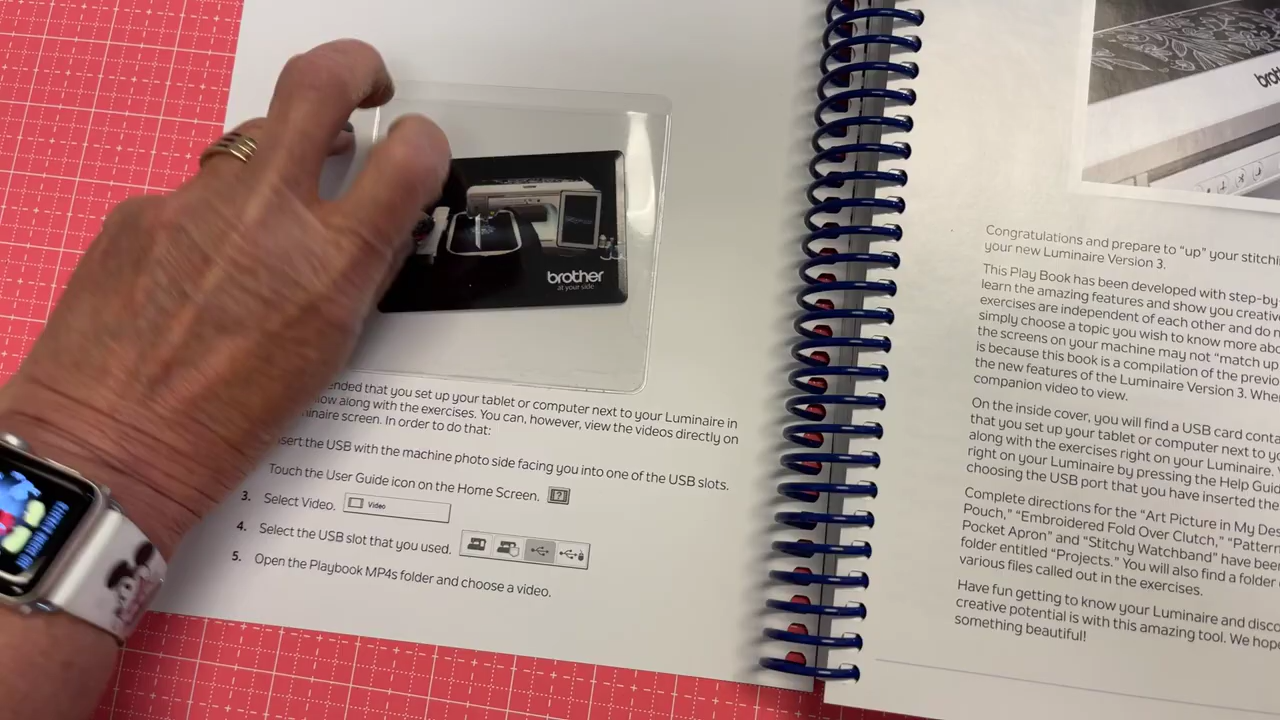 brother
at your side
ended that you set up your tablet or computer next to your Luminaire in
low along with the exercises. You can, however, view the videos directly on
inaire screen. In order to do that:
sert the USB with the machine photo side facing you into one of the USB slots.
Touch the User Guide icon on the Home Screen.
3. Select Video. Video
4. Select the USB slot that you used.
5. Open the Playbook MP4s folder and choose a video.
brot
Congratulations and prepare to "up" your stitchi
your new Luminaire Version 3.
This Play Book has been developed with step-by
learn the amazing features and show you creativ
exercises are independent of each other and do
simply choose a topic you wish to know more abo
the screens on your machine may not "match up
is because this book is a compilation of the previo
the new features of the Luminaire Version 3. Whe
companion video to view.
On the inside cover, you will find a USB card conta
that you set up your tablet or computer next to yo
along with the exercises right on your Luminaire.
right on your Luminaire by pressing the Help Gui
choosing the USB port that you have inserted the
Complete directions for the "Art Picture in My De
Pouch," "Embroidered Fold Over Clutch," "Pattern
Pocket Apron" and "Stitchy Watchband" have been
folder entitled "Projects." You will also find a folder
various files called out in the exercises.
Have fun getting to know your Luminaire and disco
creative potential is with this amazing tool. We hope
something beautiful!